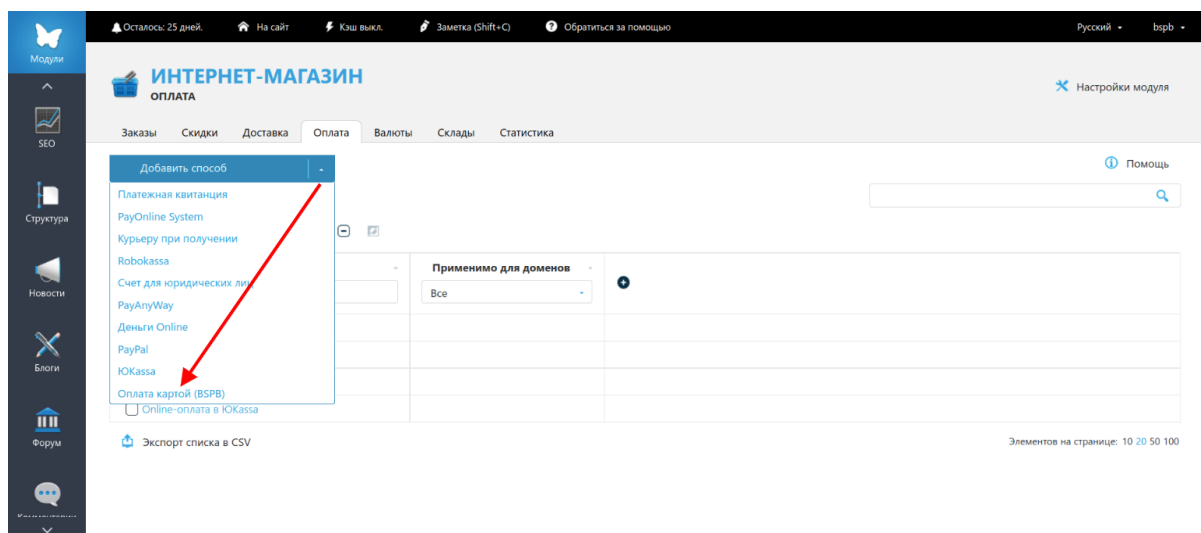 Осталось: 25 дней. На сайт Кэш выкл. Заметка (Shift+C) Обратиться за помощью Русский bspb
Модули
ИНТЕРНЕТ-МАГАЗИН
ОПЛАТА
Настройки модуля
Заказы Скидки Доставка Оплата Валюты Склады Статистика
SEO
Добавить способ
Помощь
Платежная квитанция
PayOnline System
Курьеру при получении
Robokassa
Счет для юридических лиц
PayAnyWay
Деньги Online
PayPal
ЮKassa
Оплата картой (BSPB)
Применимо для доменов
Все
Online-оплата в ЮKassa
Экспорт списка в CSV
Элементов на странице: 10 20 50 100
Структура
Новости
Блоги
Форум
Комментарии